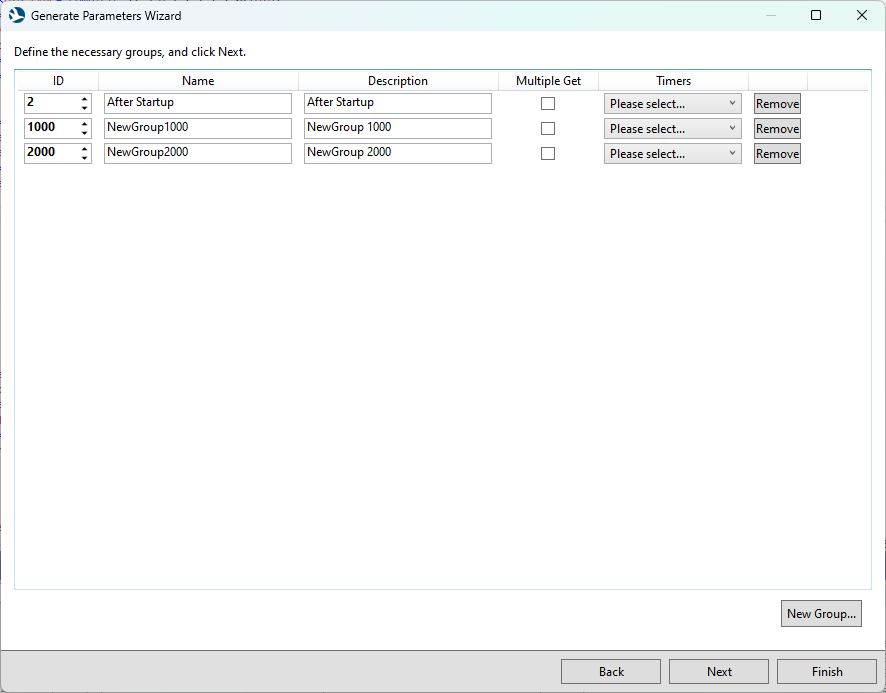 Generate Parameters Wizard
Define the necessary groups, and click Next.
ID Name Description Multiple Get Timers
2 After Startup After Startup Please select... Remove
1000 NewGroup1000 NewGroup 1000 Please select... Remove
2000 NewGroup2000 NewGroup 2000 Please select... Remove
New Group...
Back Next Finish